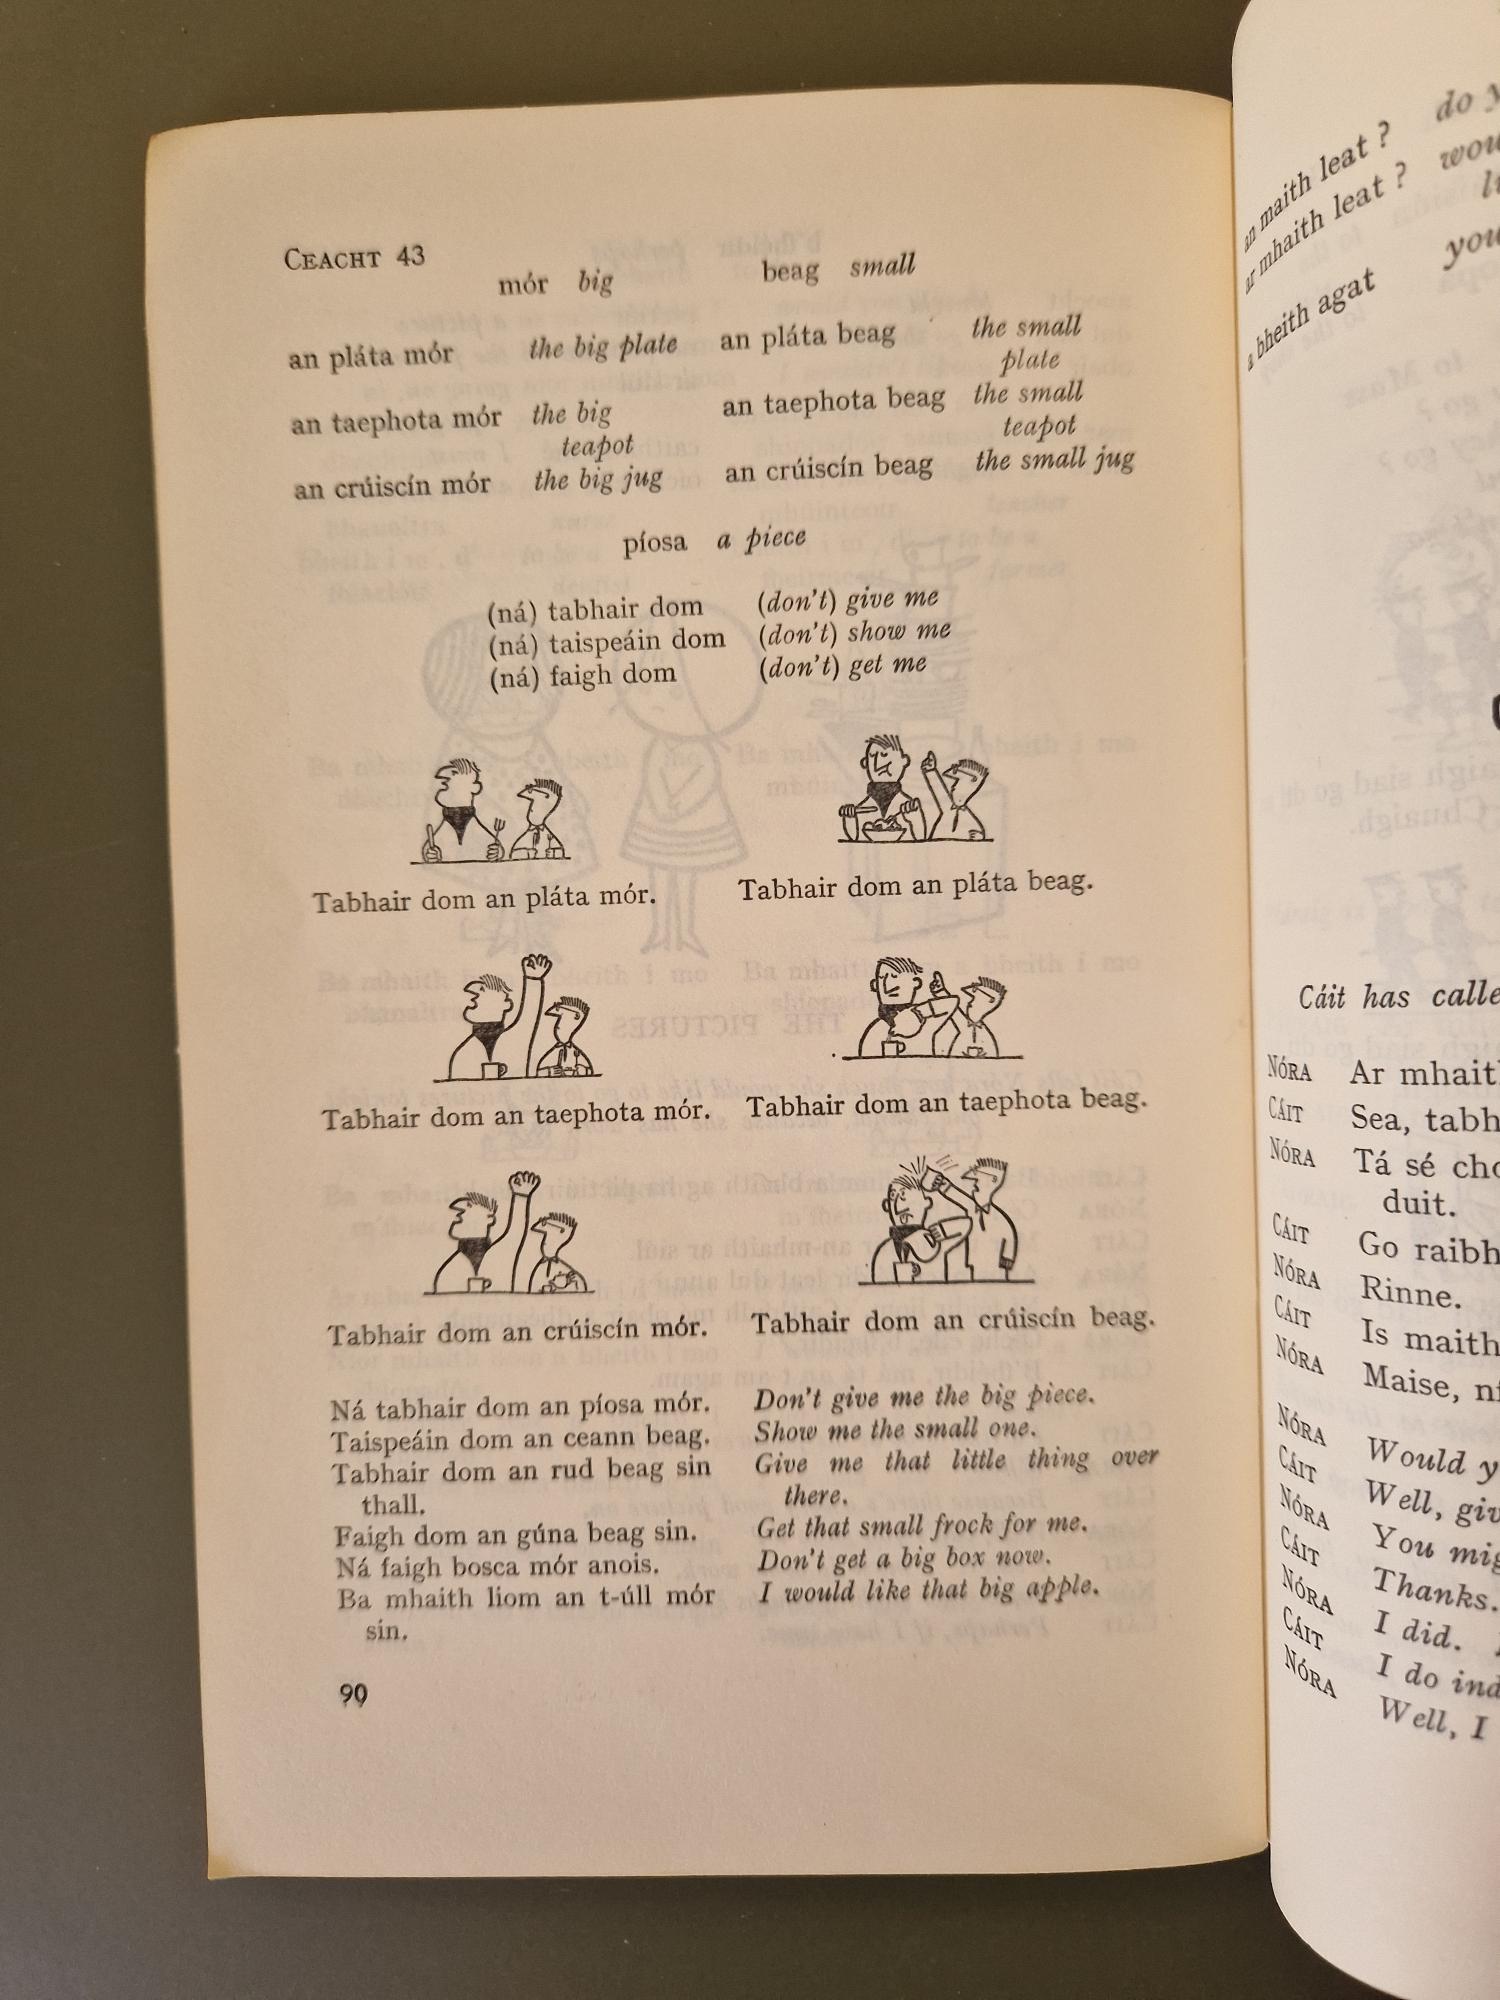 CEACHT 43
mór big beag small
an pláta mór the big plate an pláta beag the small
plate
an taephota mór the big an taephota beag the small
teapot teapot
an crúiscín mór the big jug an crúiscín beag the small jug
píosa a piece
(ná) tabhair dom (don't) give me
(ná) taispeáin dom (don't) show me
(ná) faigh dom (don't) get me
Tabhair dom an pláta mór. Tabhair dom an pláta beag.
Tabhair dom an taephota mór. Tabhair dom an taephota beag.
Tabhair dom an crúiscín mór. Tabhair dom an crúiscín beag.
Ná tabhair dom an píosa mór. Don't give me the big piece.
Taispeáin dom an ceann beag. Show me the small one.
Tabhair dom an rud beag sin Give me that little thing over
thall. there.
Faigh dom an gúna beag sin. Get that small frock for me.
Ná faigh bosca mór anois. Don't get a big box now.
Ba mhaith liom an t-úll mór I would like that big apple.
sin.
90
an maith leat ? do
ar mhaith leat ?
a bheith agat
Cáit has
NÓRA Ar
CÁIT Sea,
NÓRA Tá sé
duit.
CÁIT Go raibh
NÓRA Rinne.
CÁIT Is maith
NÓRA Maise,
NÓRA Would
CÁIT Well,
NÓRA You
CÁIT Thanks.
NÓRA I did.
CÁIT I do
NÓRA Well, I